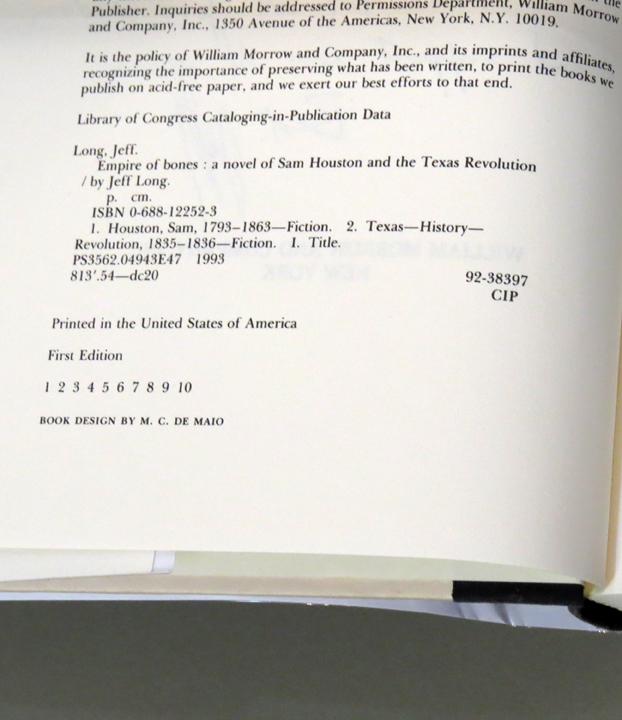 Publisher. Inquiries should be addressed to Permissions Department, William Morrow
and Company, Inc., 1350 Avenue of the Americas, New York, N.Y. 10019.
It is the policy of William Morrow and Company, Inc., and its imprints and affiliates,
recognizing the importance of preserving what has been written, to print the books we
publish on acid-free paper, and we exert our best efforts to that end.
Library of Congress Cataloging-in-Publication Data
Long, Jeff.
Empire of bones : a novel of Sam Houston and the Texas Revolution
/ by Jeff Long.
p. cm.
ISBN 0-688-12252-3
1. Houston, Sam, 1793–1863—Fiction. 2. Texas—History—
Revolution, 1835–1836—Fiction. I. Title.
PS3562.O4943E47 1993
813'.54—dc20
92-38397
CIP
Printed in the United States of America
First Edition
1 2 3 4 5 6 7 8 9 10
BOOK DESIGN BY M. C. DE MAIO